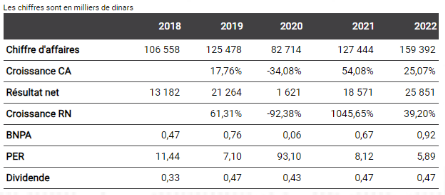 Les chiffres sont en milliers de dinars
2018 2019 2020 2021 2022
Chiffre d'affaires 106 558 125 478 82 714 127 444 159 392
Croissance CA 17,76% -34,08% 54,08% 25,07%
Résultat net 13 182 21 264 1 621 18 571 25 851
Croissance RN 61,31% -92,38% 1045,65% 39,20%
BNPA 0,47 0,76 0,06 0,67 0,92
PER 11,44 7,10 93,10 8,12 5,89
Dividende 0,33 0,47 0,43 0,47 0,47